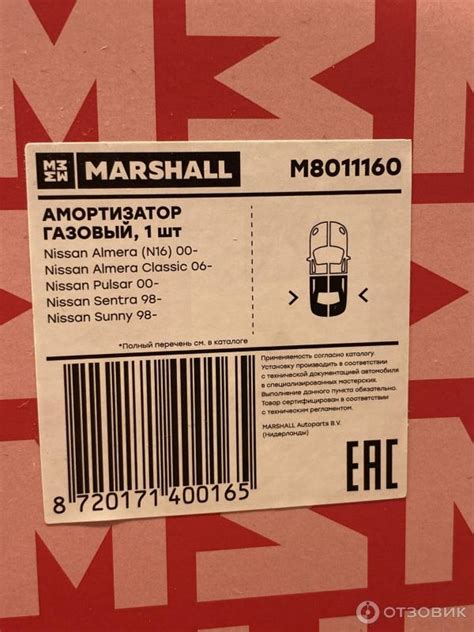 MARSHALL
M8011160
АМОРТИЗАТОР
ГАЗОВЫЙ, 1 шт
Nissan Almera (N16) 00-
Nissan Almera Classic 06-
Nissan Pulsar 00-
Nissan Sentra 98-
Nissan Sunny 98-
*Полный перечень см. в каталоге
Применяемость согласно каталогу.
Установку производить в соответствии
с технической документацией автомобиля
в специализированных мастерских.
Выполнение данного пункта обязательно.
Товар сертифицирован в соответствии
с техническим регламентом.
MARSHALL Autoparts B.V.
(Нидерланды)
8 720171 400165
EAC
ОТЗОВИК